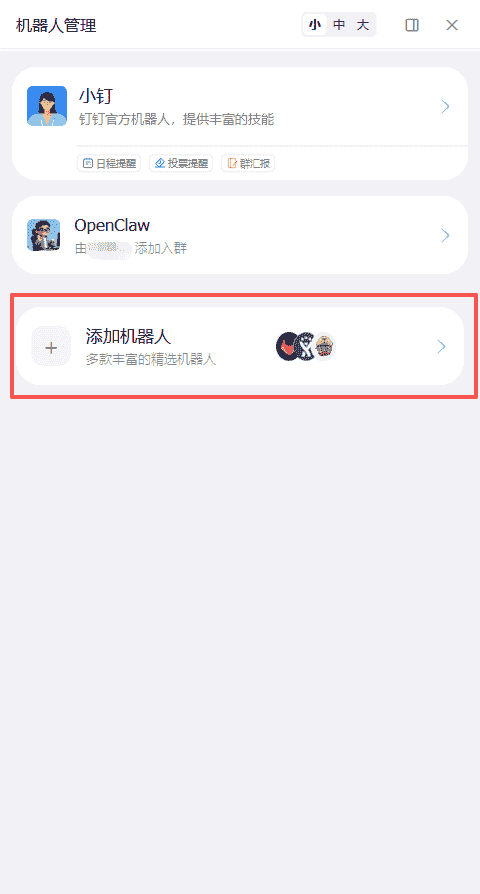 机器人管理
小 中 大
小钉
钉钉官方机器人，提供丰富的技能
日程提醒 投票提醒 群汇报
OpenClaw
由 添加入群
添加机器人
多款丰富的精选机器人